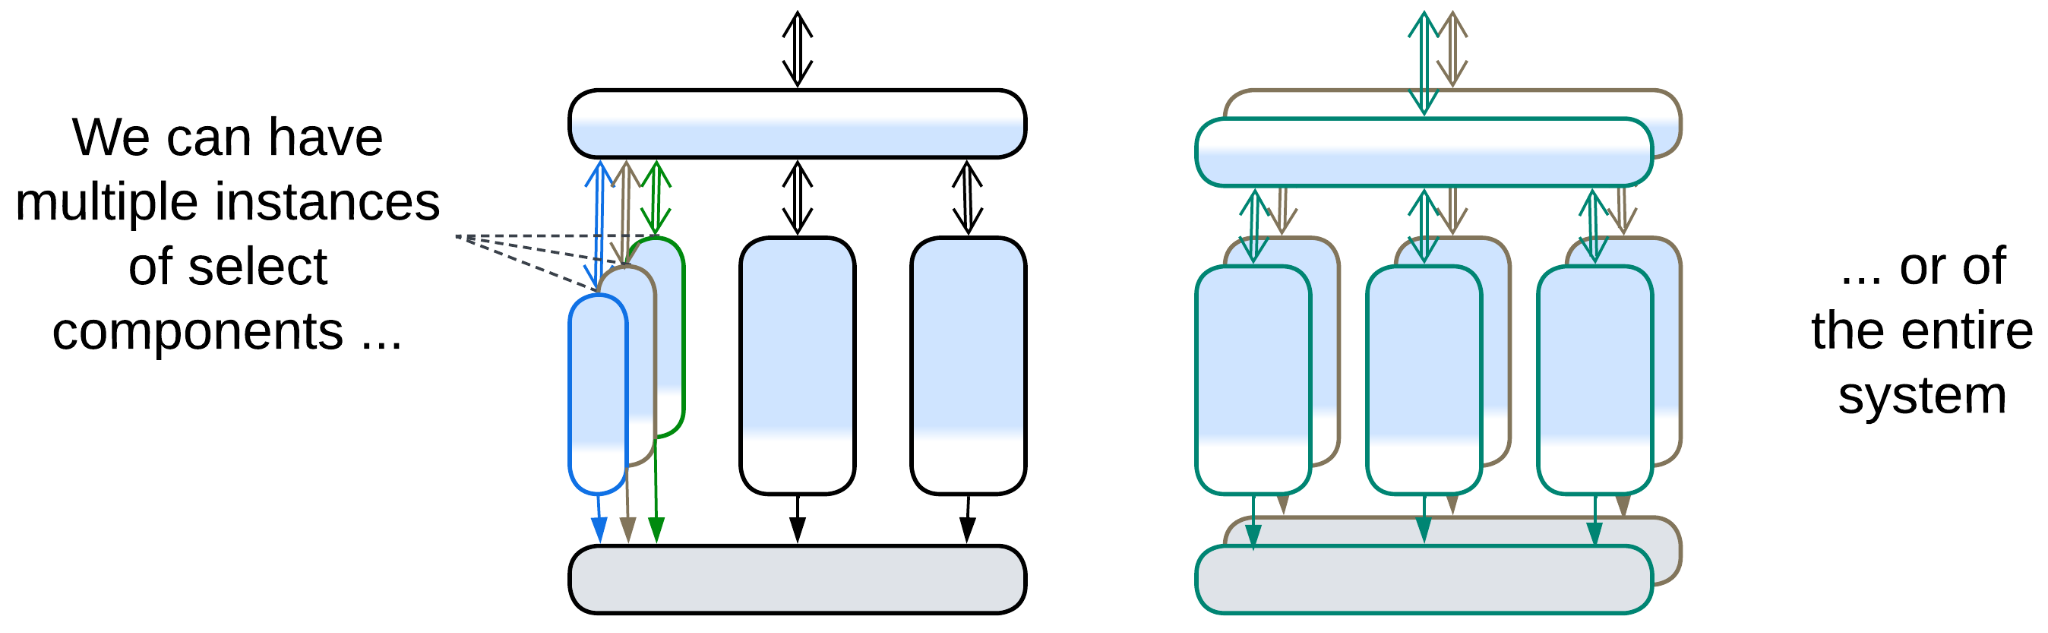 We can have
multiple instances
of select
components ...
... or of
the entire
system